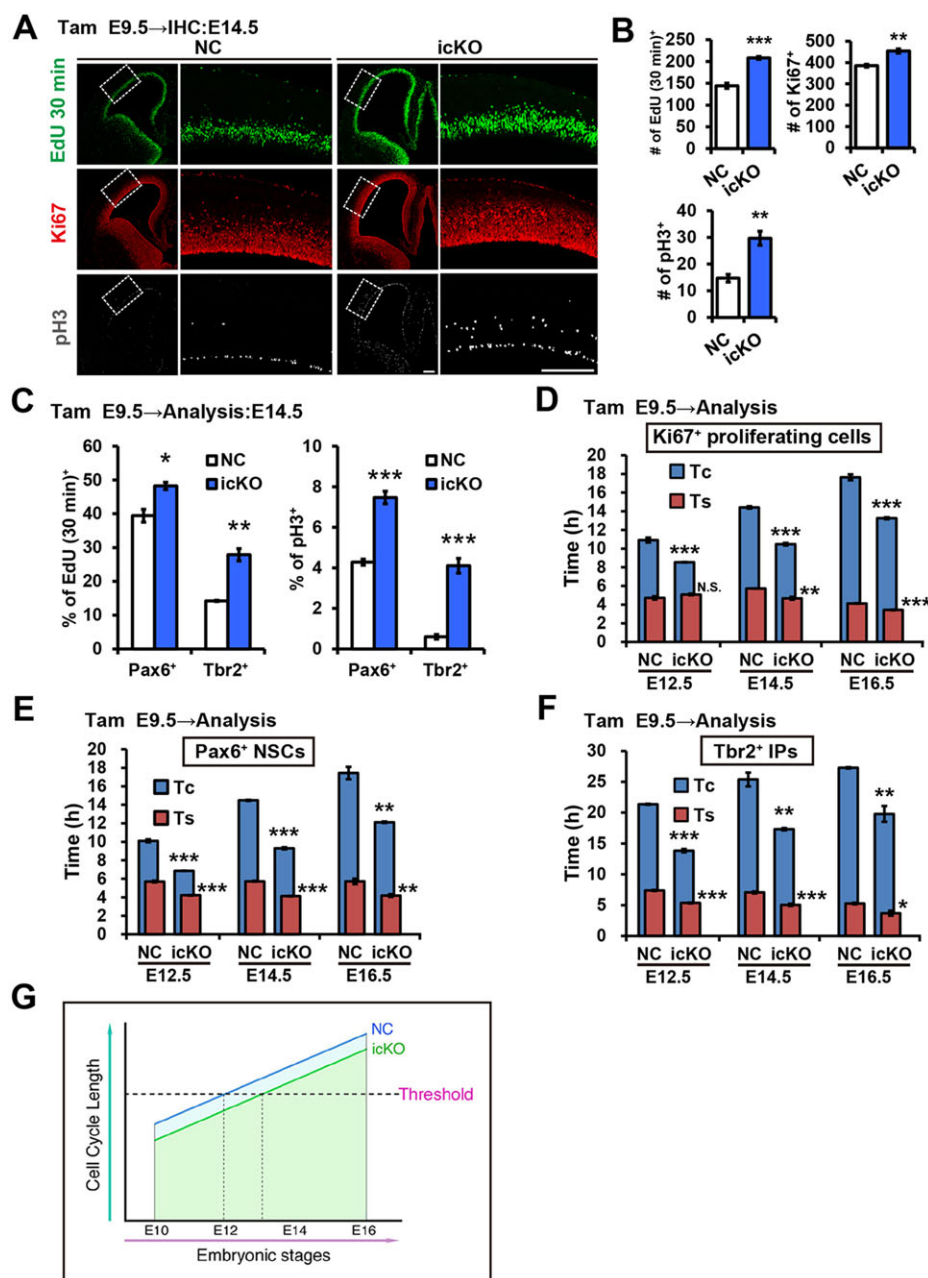 A
Tam E9.5→IHC:E14.5
NC
icKO
EdU 30 min
Ki67
pH3
B
# of EdU (30 min)⁺
250
200
150
100
50
0
***
NC
icKO
# of Ki67⁺
500
400
300
200
100
0
**
NC
icKO
# of pH3⁺
40
30
20
10
0
**
NC
icKO
C
Tam E9.5→Analysis:E14.5
% of EdU (30 min)⁺
60
50
40
30
20
10
0
*
**
NC
icKO
Pax6⁺ Tbr2⁺
% of pH3⁺
8
6
4
2
0
***
***
Pax6⁺ Tbr2⁺
D
Tam E9.5→Analysis
Ki67⁺ proliferating cells
Time (h)
20
18
16
14
12
10
8
6
4
2
0
Tc
Ts
***
N.S.
***
**
***
***
NC icKO NC icKO NC icKO
E12.5 E14.5 E16.5
E
Tam E9.5→Analysis
Pax6⁺ NSCs
Time (h)
20
18
16
14
12
10
8
6
4
2
0
Tc
Ts
***
***
***
***
**
**
NC icKO NC icKO NC icKO
E12.5 E14.5 E16.5
F
Tam E9.5→Analysis
Tbr2⁺ IPs
Time (h)
30
25
20
15
10
5
0
Tc
Ts
***
***
**
***
**
*
NC icKO NC icKO NC icKO
E12.5 E14.5 E16.5
G
Cell Cycle Length
NC
icKO
Threshold
E10 E12 E14 E16
Embryonic stages